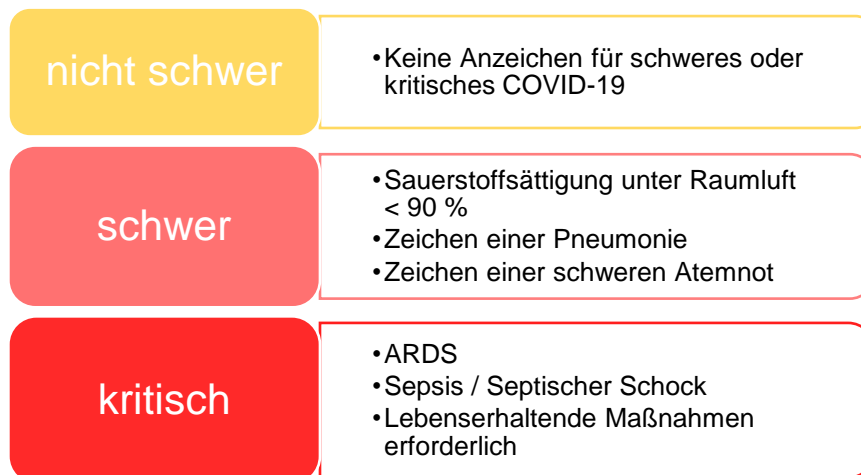 nicht schwer
•Keine Anzeichen für schweres oder
kritisches COVID-19
schwer
•Sauerstoffsättigung unter Raumluft
< 90 %
•Zeichen einer Pneumonie
•Zeichen einer schweren Atemnot
kritisch
•ARDS
•Sepsis / Septischer Schock
•Lebenserhaltende Maßnahmen
erforderlich